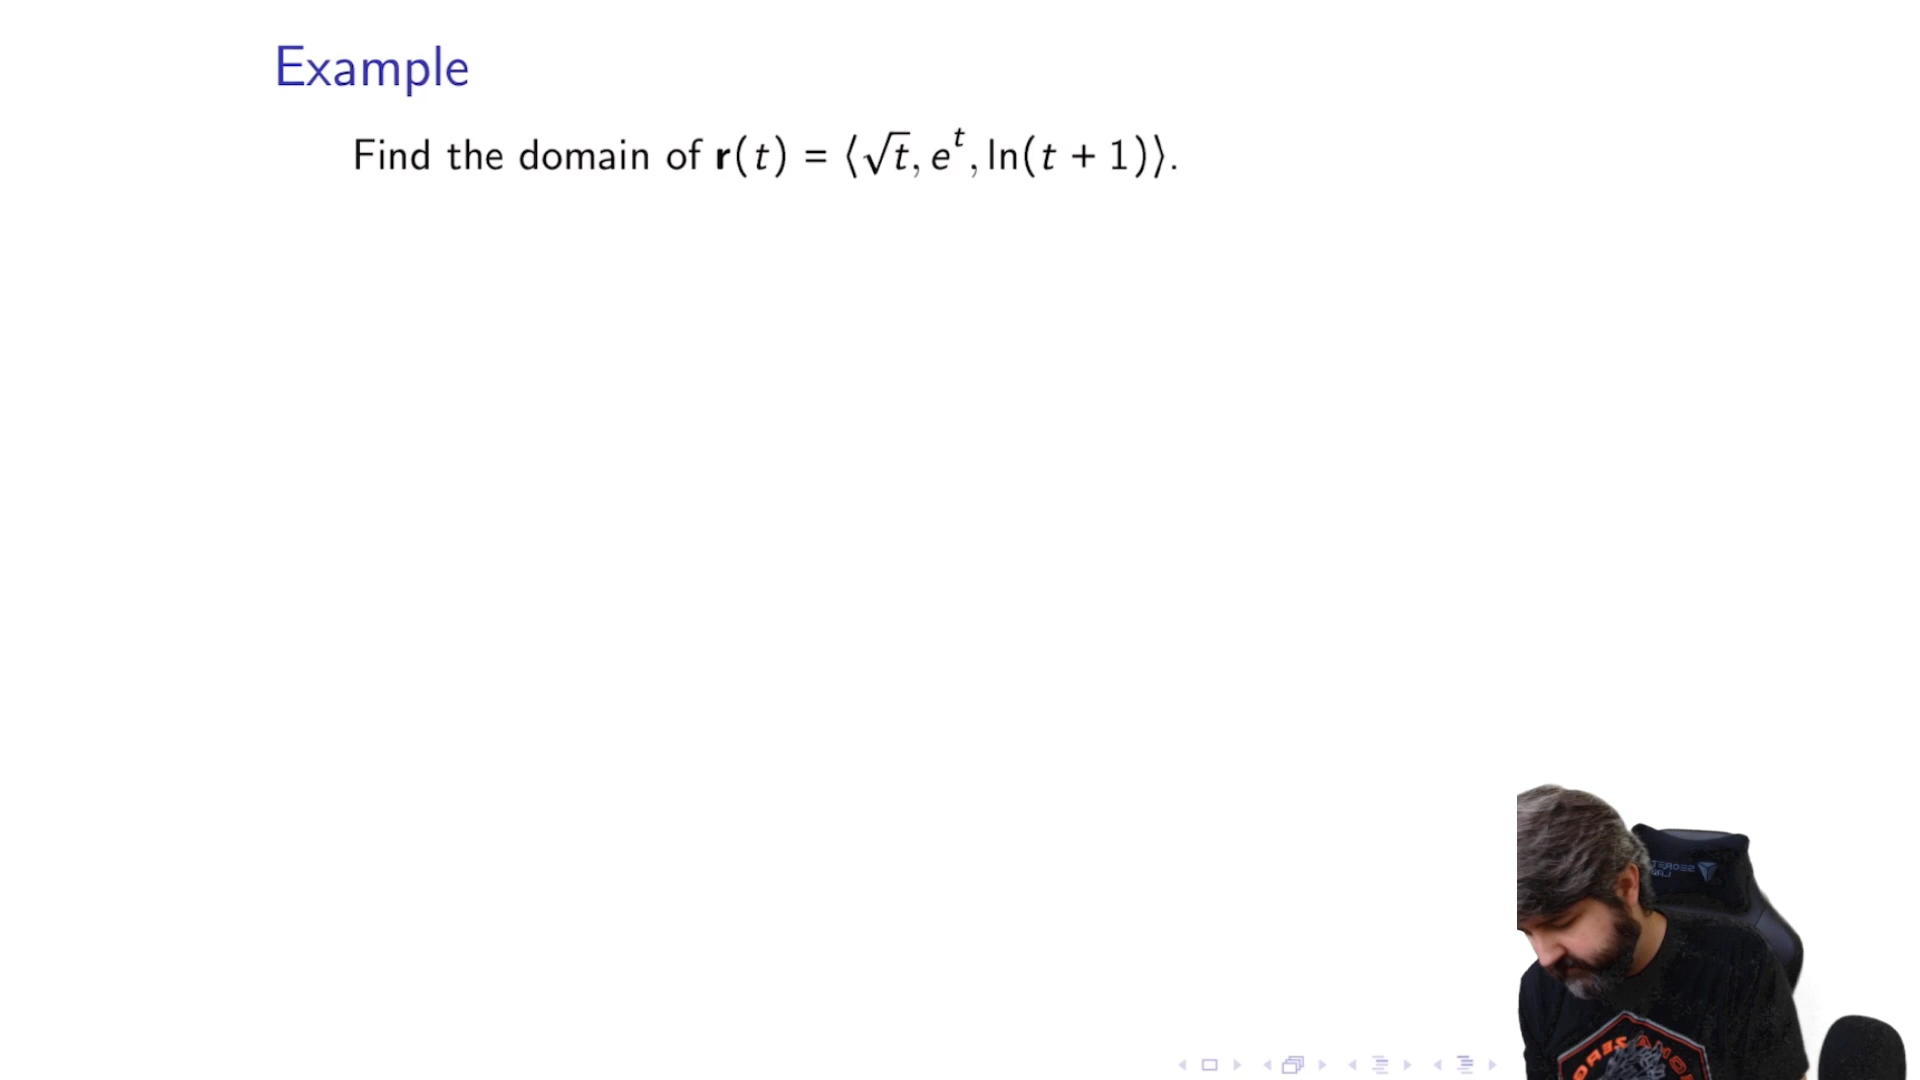 Example
Find the domain of r(t) = ⟨√t, e^t, ln(t + 1)⟩.